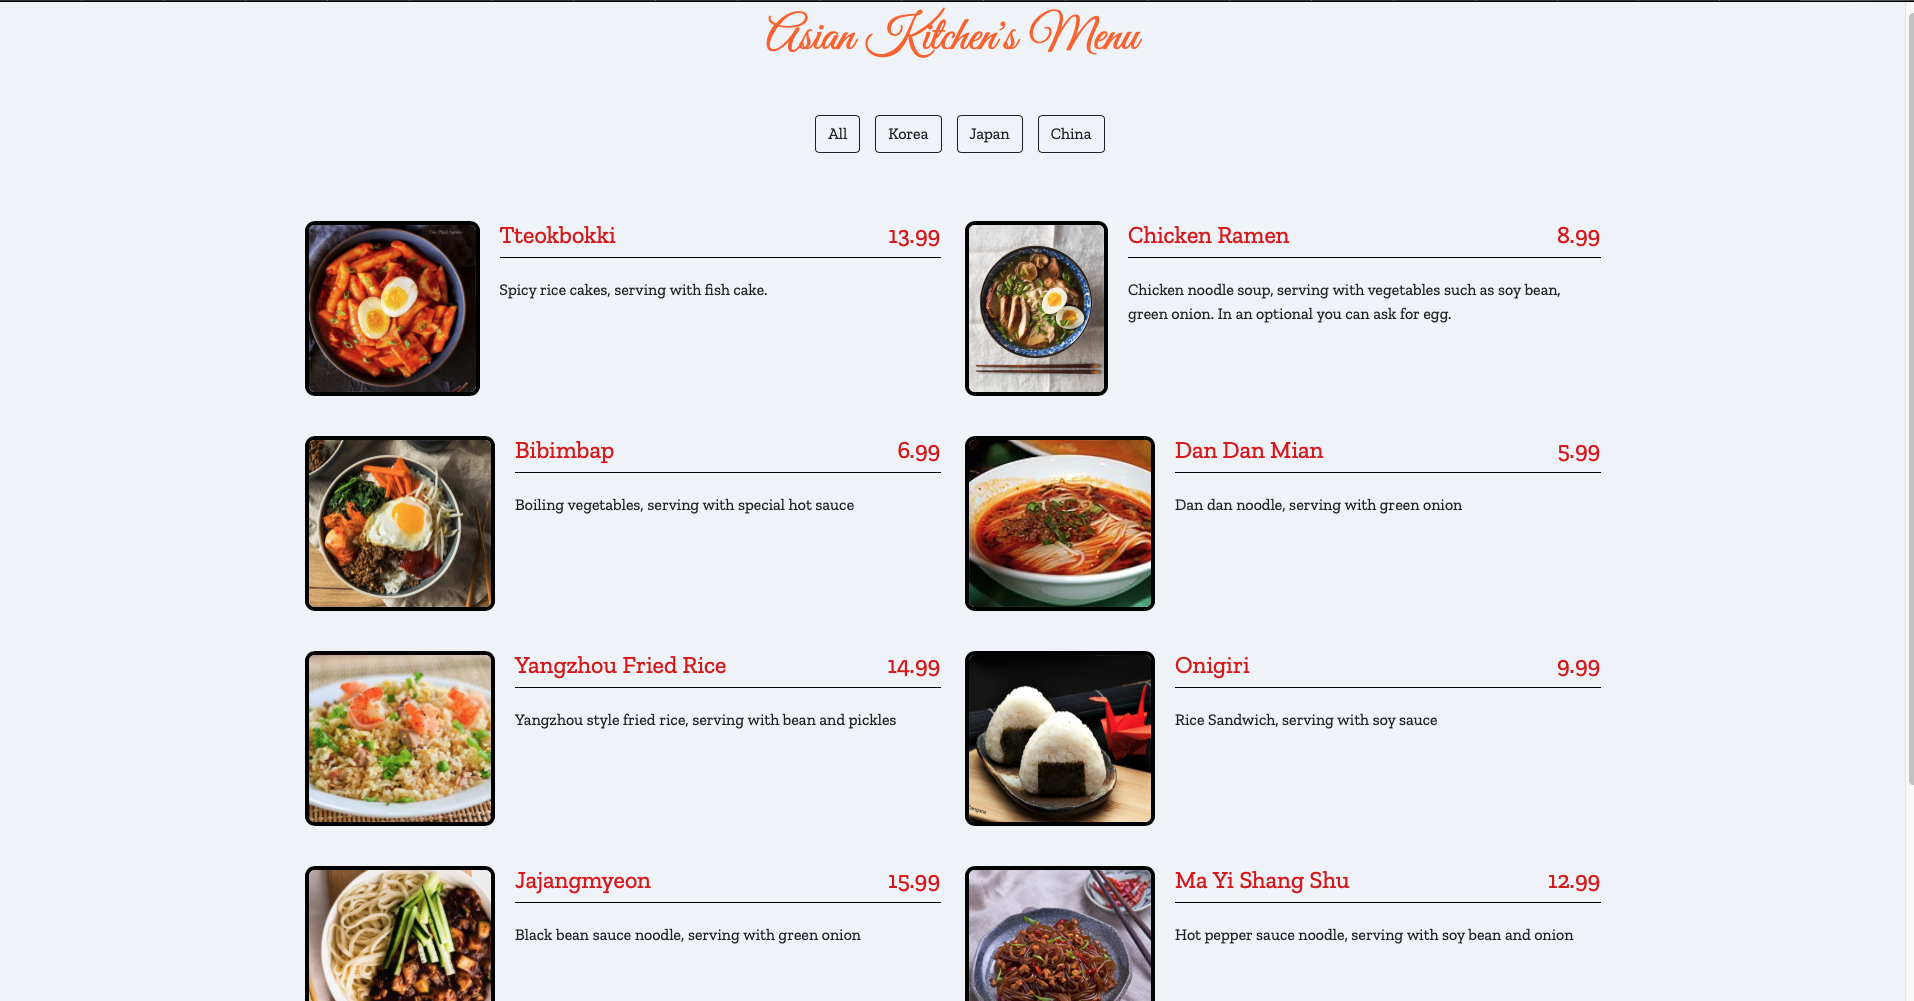 Asian Kitchen's Menu
All
Korea
Japan
China
Tteokbokki 13.99
Spicy rice cakes, serving with fish cake.
Chicken Ramen 8.99
Chicken noodle soup, serving with vegetables such as soy bean,
green onion. In an optional you can ask for egg.
Bibimbap 6.99
Boiling vegetables, serving with special hot sauce
Dan Dan Mian 5.99
Dan dan noodle, serving with green onion
Yangzhou Fried Rice 14.99
Yangzhou style fried rice, serving with bean and pickles
Onigiri 9.99
Rice Sandwich, serving with soy sauce
Jajangmyeon 15.99
Black bean sauce noodle, serving with green onion
Ma Yi Shang Shu 12.99
Hot pepper sauce noodle, serving with soy bean and onion